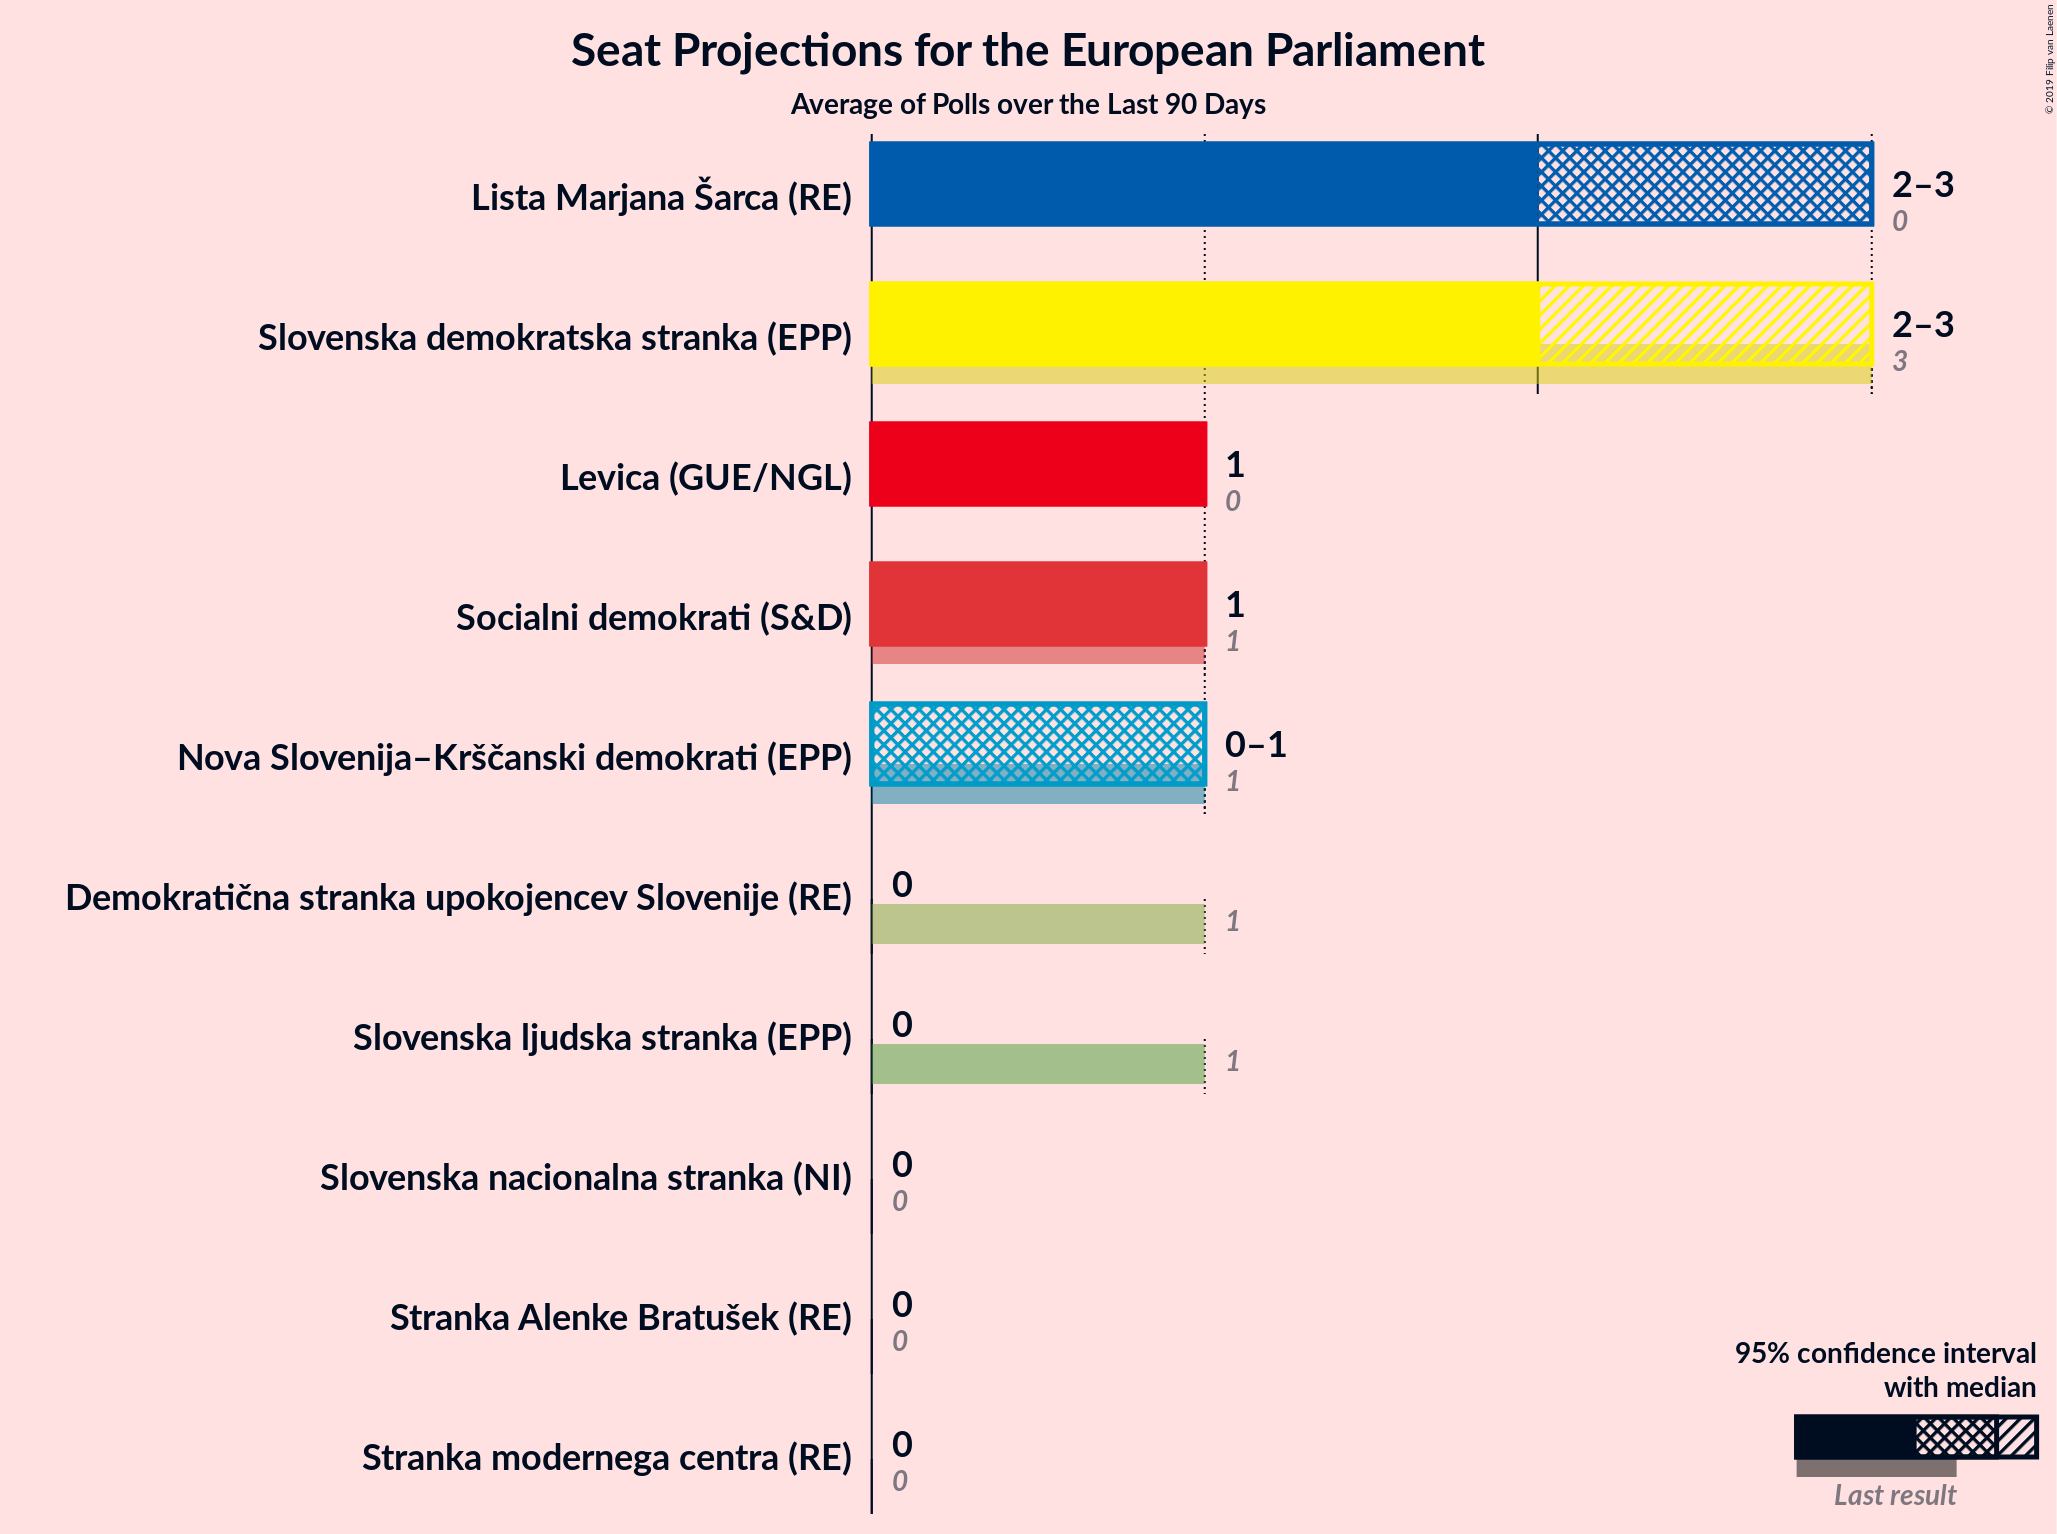 Seat Projections for the European Parliament
Average of Polls over the Last 90 Days
© 2019 Filip van Laenen
Lista Marjana Šarca (RE)
2–3
0
Slovenska demokratska stranka (EPP)
2–3
3
Levica (GUE/NGL)
1
0
Socialni demokrati (S&D)
1
1
Nova Slovenija–Krščanski demokrati (EPP)
0–1
1
Demokratična stranka upokojencev Slovenije (RE)
0
1
Slovenska ljudska stranka (EPP)
0
1
Slovenska nacionalna stranka (NI)
0
0
Stranka Alenke Bratušek (RE)
0
0
Stranka modernega centra (RE)
0
0
95% confidence interval
with median
Last result